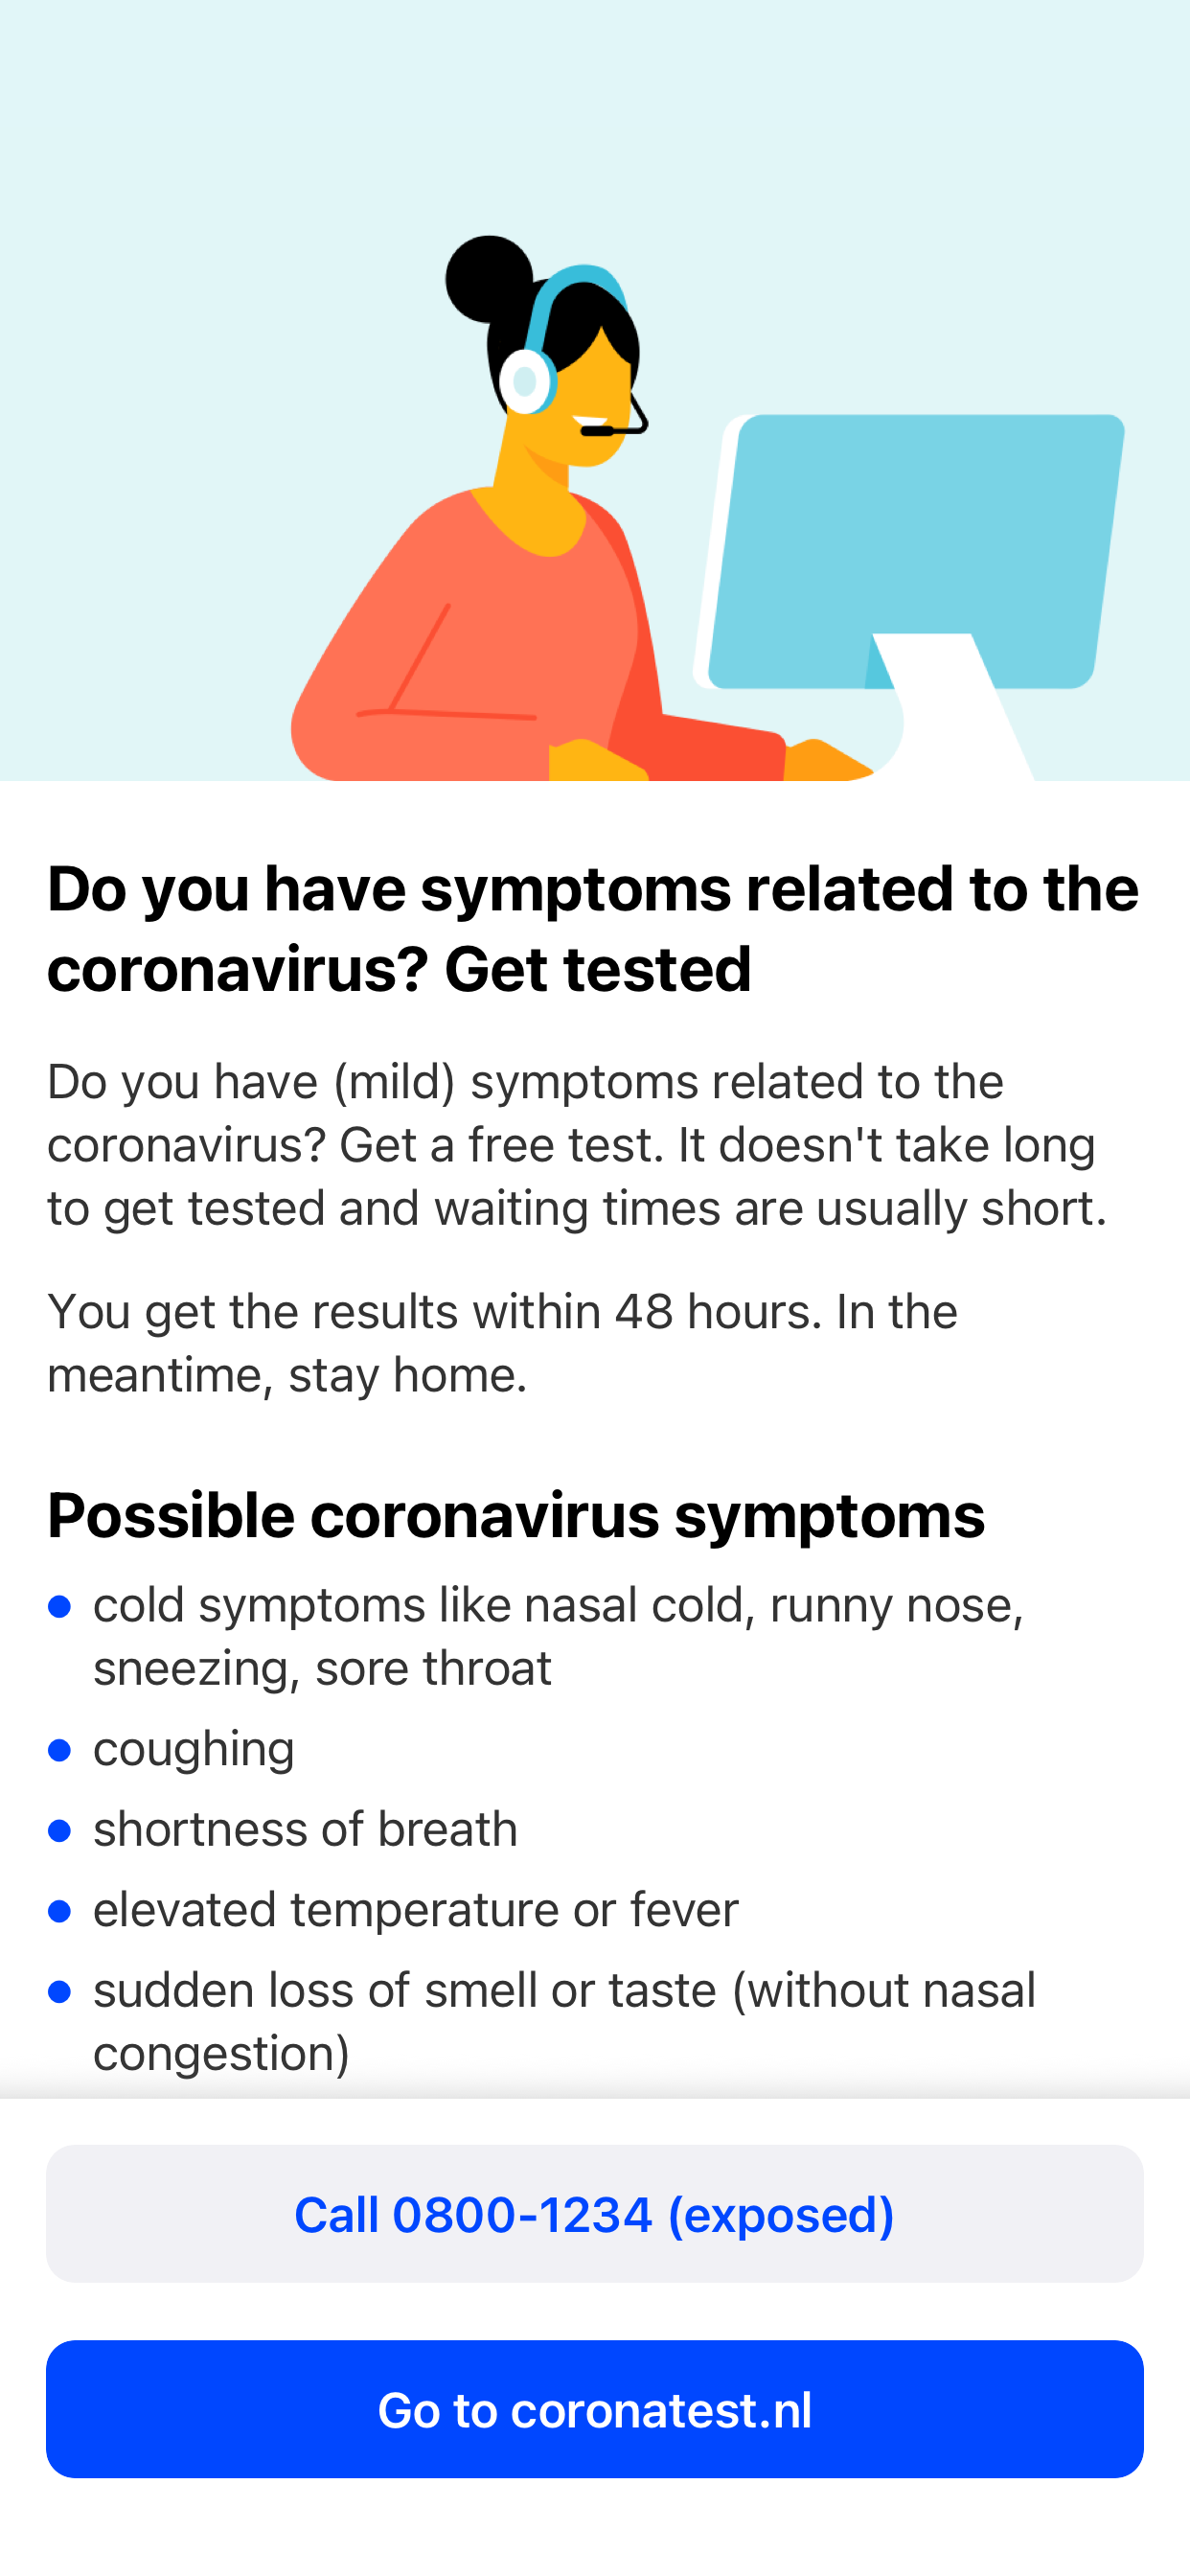 Do you have symptoms related to the
coronavirus? Get tested
Do you have (mild) symptoms related to the
coronavirus? Get a free test. It doesn't take long
to get tested and waiting times are usually short.
You get the results within 48 hours. In the
meantime, stay home.
Possible coronavirus symptoms
cold symptoms like nasal cold, runny nose,
sneezing, sore throat
coughing
shortness of breath
elevated temperature or fever
sudden loss of smell or taste (without nasal
congestion)
Call 0800-1234 (exposed)
Go to coronatest.nl